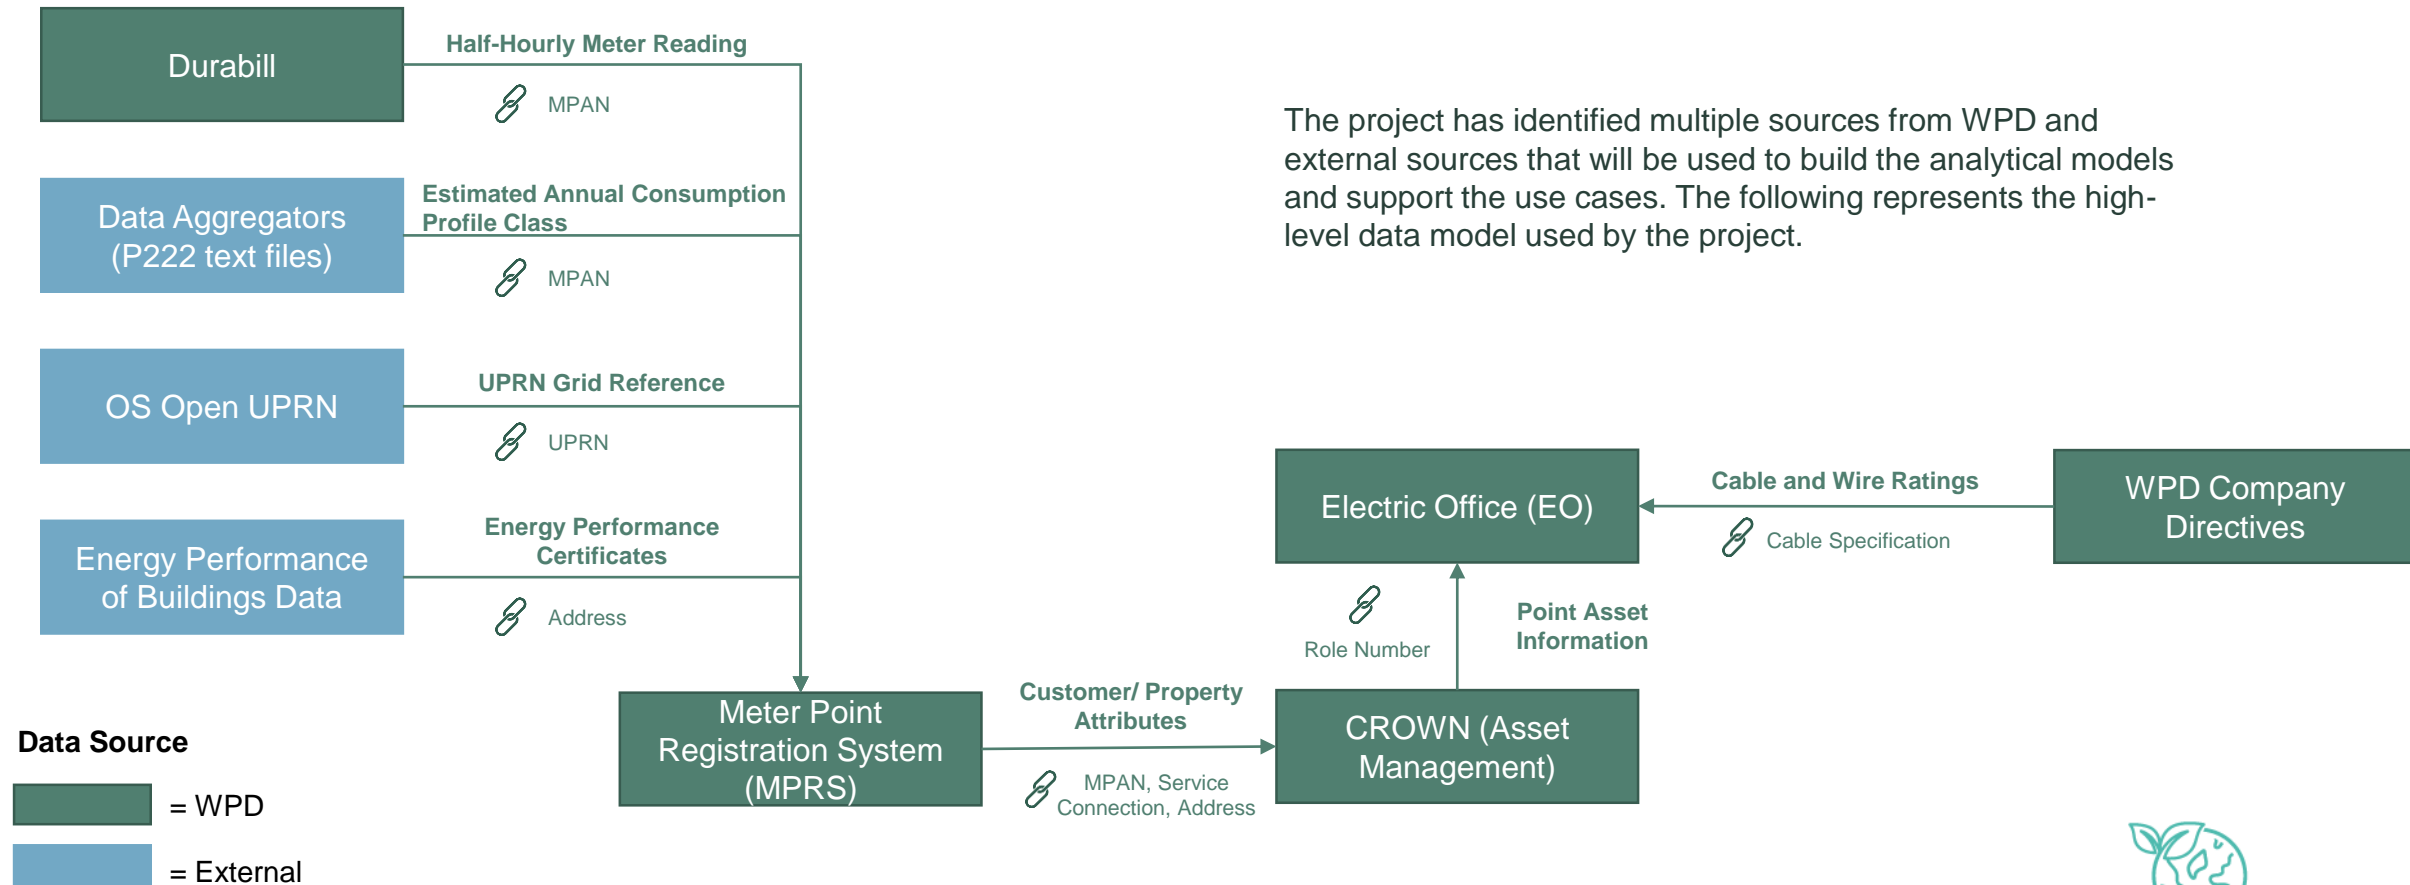 Durabill
Half-Hourly Meter Reading
MPAN
Data Aggregators
(P222 text files)
Estimated Annual Consumption
Profile Class
MPAN
OS Open UPRN
UPRN Grid Reference
UPRN
Energy Performance
of Buildings Data
Energy Performance
Certificates
Address
The project has identified multiple sources from WPD and
external sources that will be used to build the analytical models
and support the use cases. The following represents the high-
level data model used by the project.
Electric Office (EO)
Cable and Wire Ratings
Cable Specification
WPD Company
Directives
Role Number
Point Asset
Information
Meter Point
Registration System
(MPRS)
Customer/ Property
Attributes
MPAN, Service
Connection, Address
CROWN (Asset
Management)
Data Source
= WPD
= External